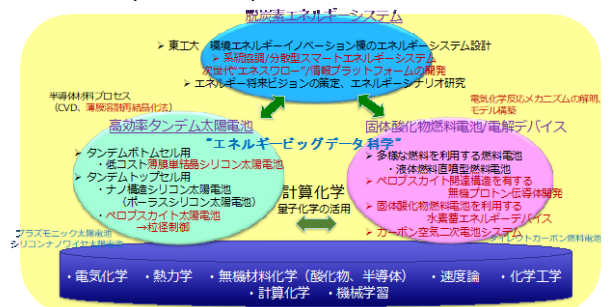 脱炭素エネルギーシステム
➢ 東工大 環境エネルギーイノベーション棟のエネルギーシステム設計
➢ 系統協調/分散型スマートエネルギーシステム
次世代“エネスワロー”/情報プラットフォームの開発
➢ エネルギー将来ビジョンの策定、エネルギーシナリオ研究
半導体材料プロセス
(CVD、薄膜溶融再結晶化法)
電気化学反応メカニズムの解明、
モデル構築
高効率タンデム太陽電池
“エネルギービッグデータ科学”
固体酸化物燃料電池/電解デバイス
➢ タンデムボトムセル用
・低コスト薄膜単結晶シリコン太陽電池
➢ タンデムトップセル用
・ナノ構造シリコン太陽電池
(ポーラスシリコン太陽電池)
・ペロブスカイト太陽電池
→粒径制御
計算化学
量子化学の活用
➢ 多様な燃料を利用する燃料電池
・液体燃料直噴型燃料電池
➢ ペロブスカイト関連構造を有する
無機プロトン伝導体開発
➢ 固体酸化物燃料電池を利用する
水素蓄エネルギーデバイス
➢ カーボン空気二次電池システム
プラズモニック太陽電池
シリコンナノワイヤ太陽電池
ダイレクトカーボン燃料電池
・電気化学 ・熱力学 ・無機材料化学(酸化物、半導体) ・速度論 ・化学工学
・計算化学 ・機械学習